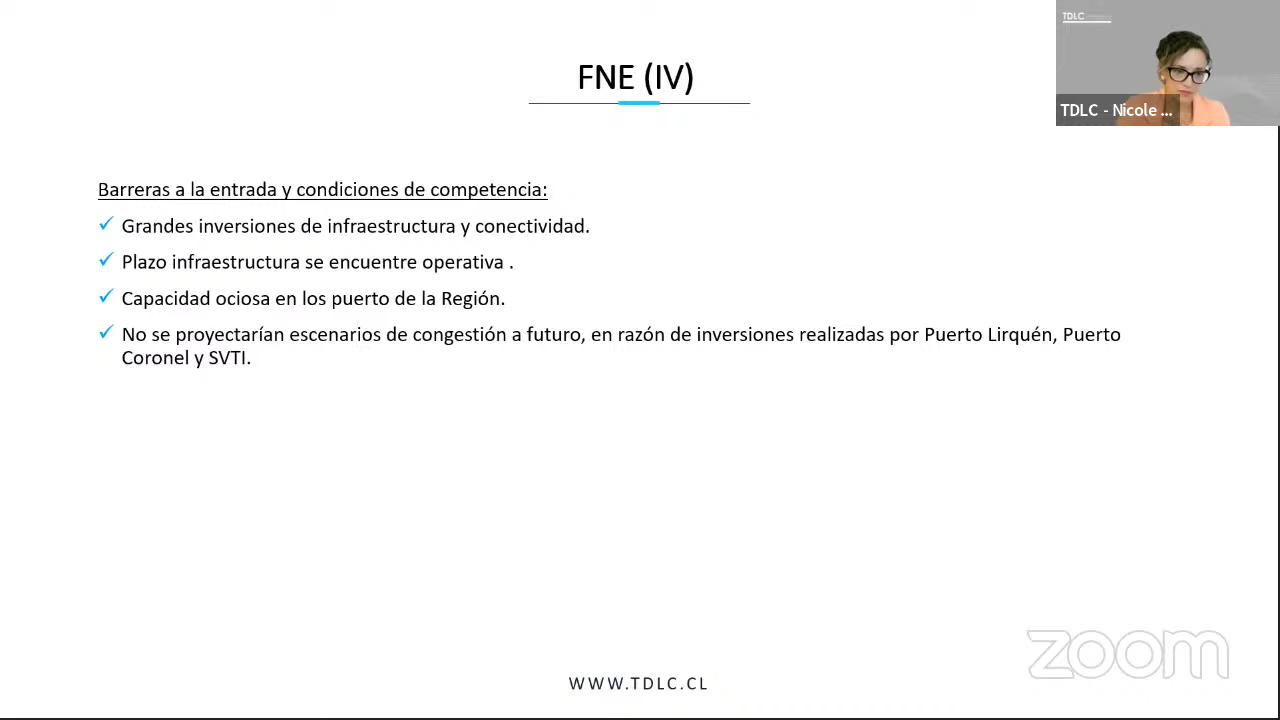 TDLC
FNE (IV)
TDLC - Nicole ...
Barreras a la entrada y condiciones de competencia:
Grandes inversiones de infraestructura y conectividad.
Plazo infraestructura se encuentre operativa .
Capacidad ociosa en los puerto de la Región.
No se proyectarían escenarios de congestión a futuro, en razón de inversiones realizadas por Puerto Lirquén, Puerto
Coronel y SVTI.
zoom
WWW.TDLC.CL